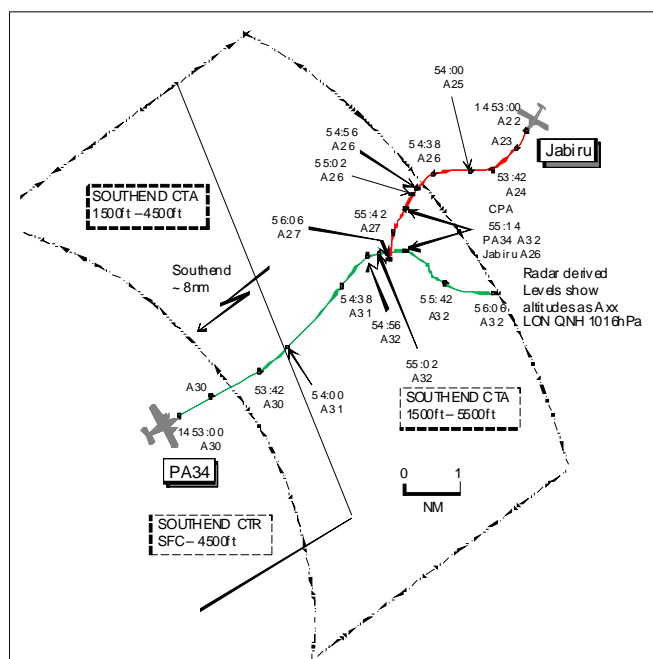 54:00
A25
1453:00
A22
A23
Jabiru
54:56
A26
54:38
A26
55:02
A26
53:42
A24
SOUTHEND CTA
1500ft–4500ft
CPA
55:14
PA34 A32
Jabiru A26
56:06
A27
55:42
A27
Southend
~ 8nm
Radar derived
Levels show
altitudes as Axx
LON QNH 1016hPa
54:38
A31
55:42
A32
56:06
A32
54:56
A32
55:02
A32
A30
53:42
A30
54:00
A31
SOUTHEND CTA
1500ft–5500ft
1453:00
A30
PA34
0 1
NM
SOUTHEND CTR
SFC–4500ft